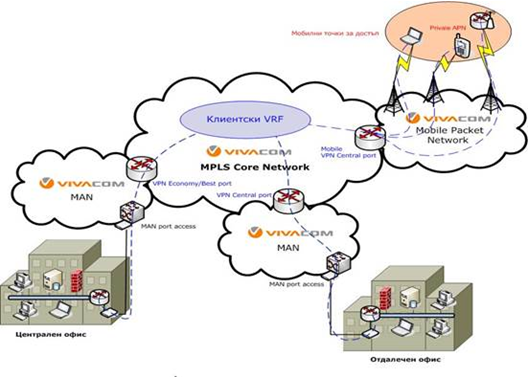 Мобилни точки за достъп
Private APN
Клиентски VRF
VIVACOM
Mobile Packet
Network
Mobile
VPN Central port
VIVACOM
MPLS Core Network
VIVACOM
MAN
VPN Economy/Best port
VPN Central port
MAN port access
VIVACOM
MAN
MAN port access
Централен офис
Отдалечен офис